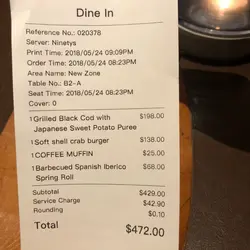 Dine In
Reference No.: 020378
Server: Ninetys
Print Time: 2018/05/24 09:09PM
Order Time: 2018/05/24 08:23PM
Area Name: New Zone
Table No.: B2-A
Seat Time: 2018/05/24 08:23PM
Cover: 0
1 Grilled Black Cod with $198.00
Japanese Sweet Potato Puree
1 Soft shell crab burger $138.00
1 COFFEE MUFFIN $25.00
1 Barbecued Spanish Iberico $68.00
Spring Roll
Subtotal $429.00
Service Charge $42.90
Rounding $0.10
Total $472.00